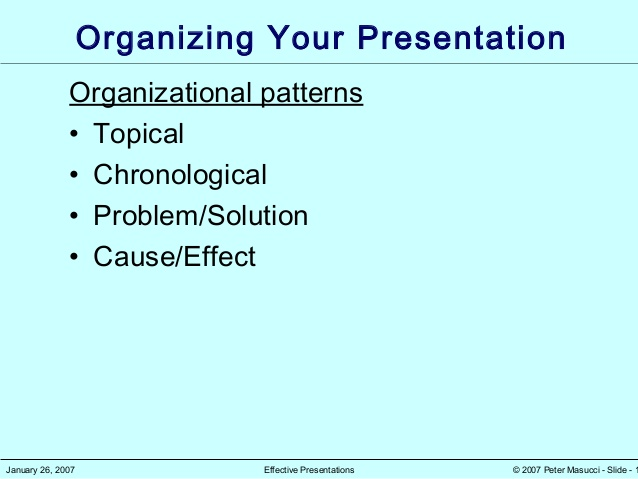 Organizing Your Presentation
Organizational patterns
• Topical
• Chronological
• Problem/Solution
• Cause/Effect
January 26, 2007 Effective Presentations © 2007 Peter Masucci - Slide -